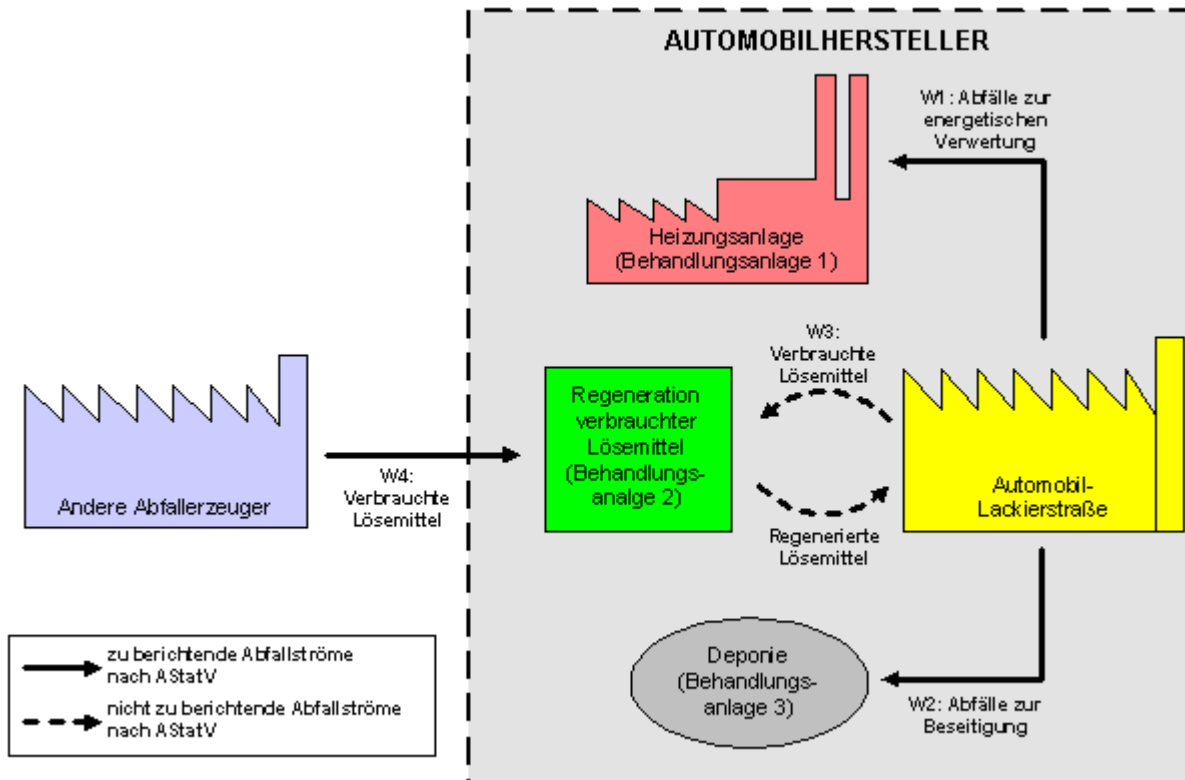 AUTOMOBILHERSTELLER
W1: Abfälle zur
energetischen
Verwertung
Heizungsanlage
(Behandlungsanlage 1)
W3:
Verbrauchte
Lösemittel
Regeneration
verbrauchter
Lösemittel
(Behandlungs-
analge 2)
W4:
Verbrauchte
Lösemittel
Andere Abfallerzeuger
Automobil-
Lackierstraße
Regenerierte
Lösemittel
Deponie
(Behandlungs-
anlage 3)
W2: Abfälle zur
Beseitigung
zu berichtende Abfallströme
nach AStatV
nicht zu berichtende Abfallströme
nach AStatV